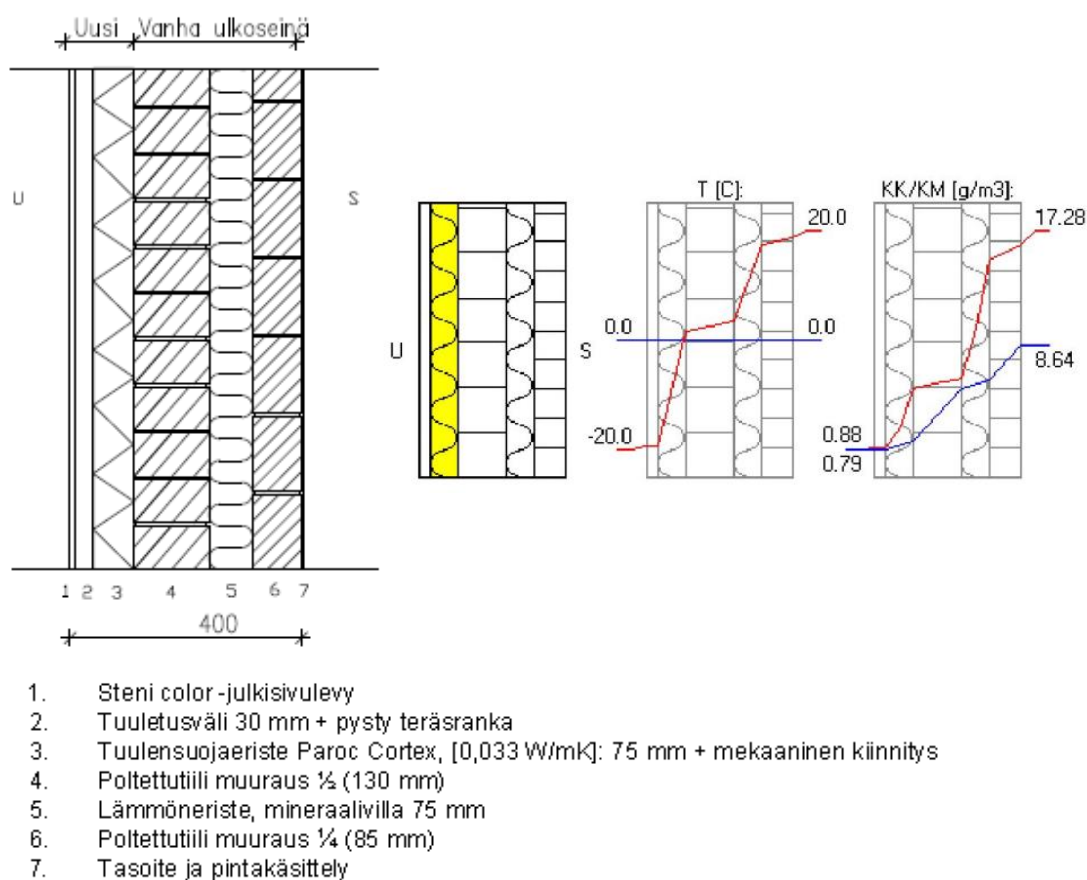 Uusi Vanha ulkoseinä
U
S
1 2 3 4 5 6 7
400
U
S
T [C]:
20.0
0.0
0.0
-20.0
KK/KM [g/m3]:
17.28
8.64
0.88
0.79
1. Steni color -julkisivulevy
2. Tuuletusväli 30 mm + pysty teräsranka
3. Tuulensuojaeriste Paroc Cortex, [0,033 W/mK]: 75 mm + mekaaninen kiinnitys
4. Poltettutiili muuraus ½ (130 mm)
5. Lämmöneriste, mineraalivilla 75 mm
6. Poltettutiili muuraus ¼ (85 mm)
7. Tasoite ja pintakäsittely